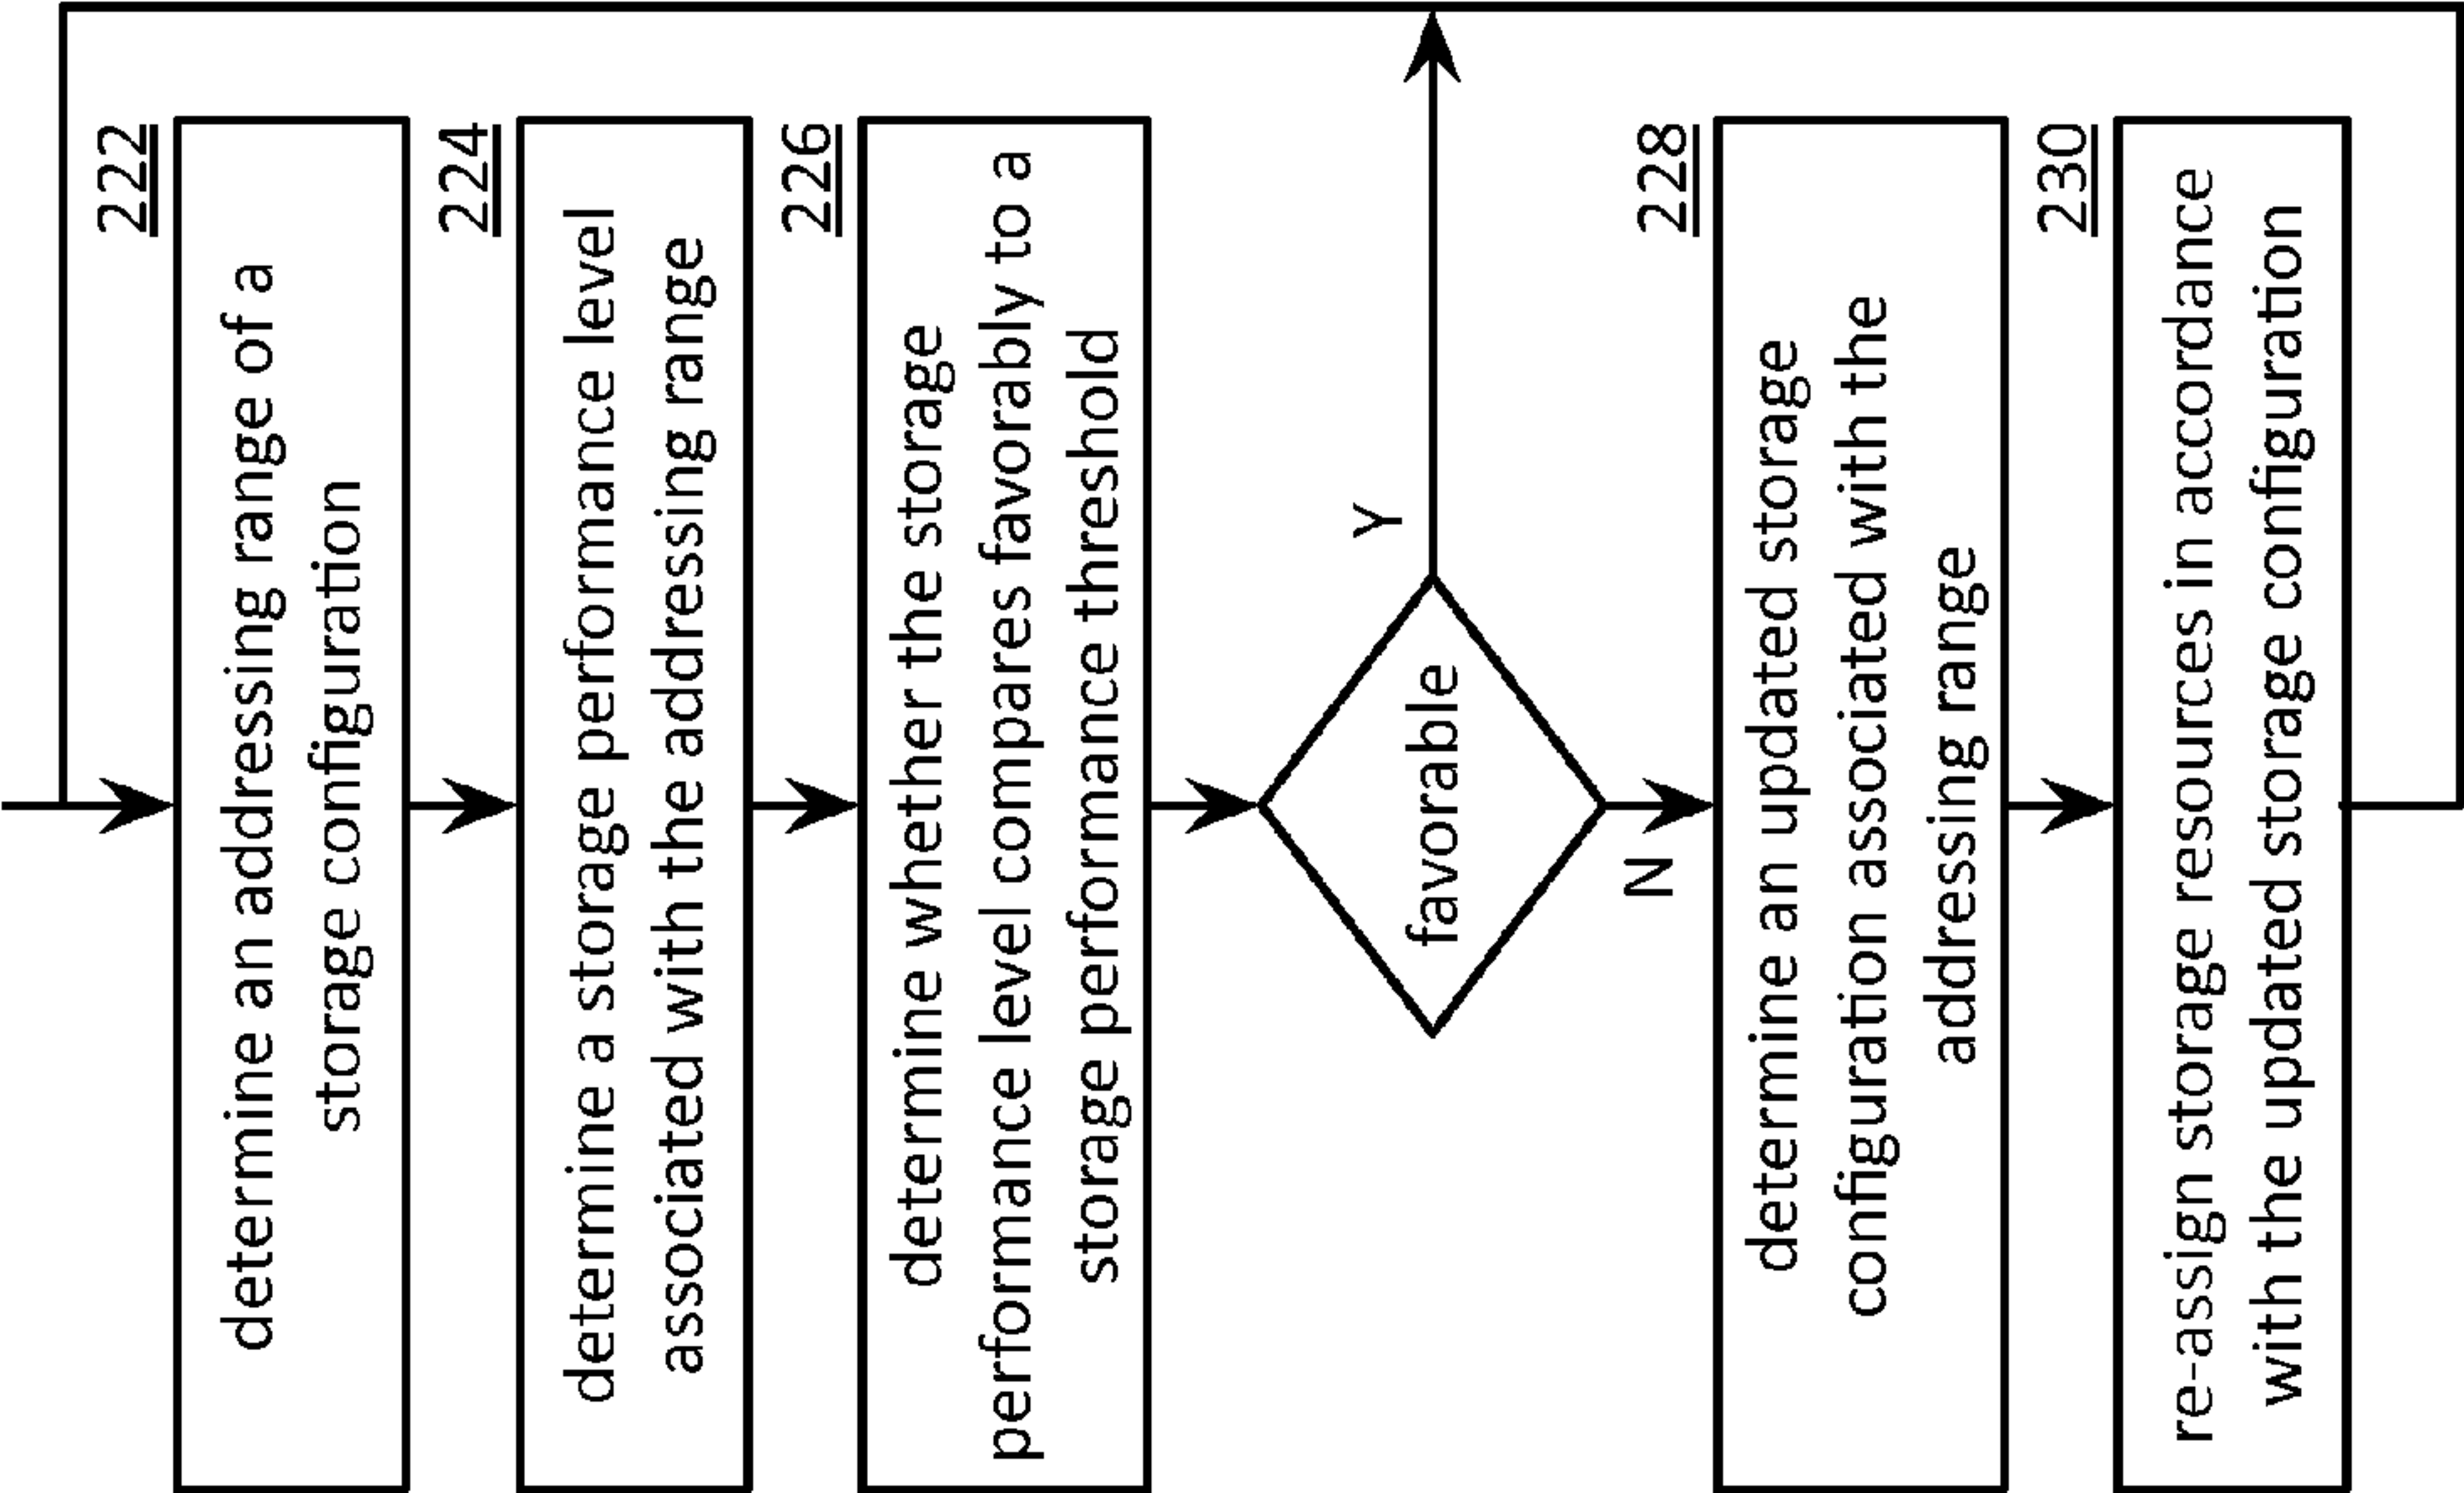 222
determine an addressing range of a
storage configuration
224
determine a storage performance level
associated with the addressing range
226
determine whether the storage
performance level compares favorably to a
storage performance threshold
favorable
Y
N
228
determine an updated storage
configuration associated with the
addressing range
230
re-assign storage resources in accordance
with the updated storage configuration